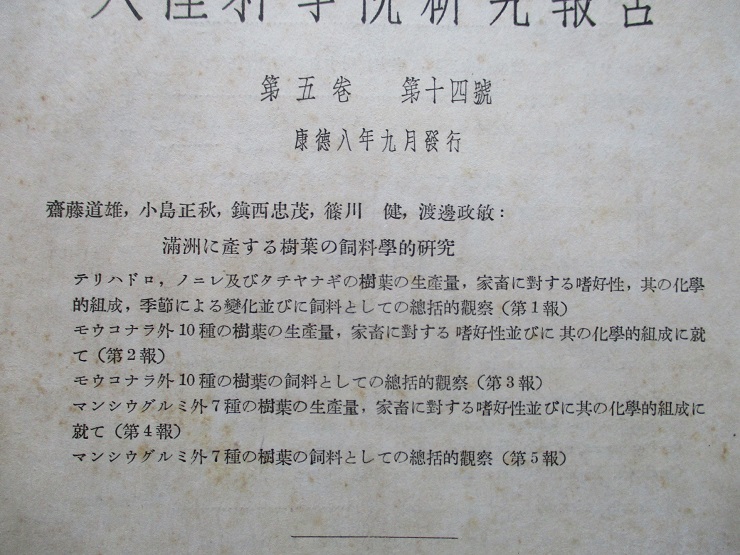 大陸科學院研究報告
第五卷 第十四號
康德八年九月發行
齋藤道雄，小島正秋，鎭西忠茂，篠川 健，渡邊政敏：
滿洲に產する樹葉の飼料學的硏究
テリハドロ，ノニレ及びタチヤナギの樹葉の生產量，家畜に對する嗜好性，其の化學
的組成，季節による變化並びに飼料としての總括的觀察（第1報）
モウコナラ外10種の樹葉の生產量，家畜に對する嗜好性並びに其の化學的組成に就
て（第2報）
モウコナラ外10種の樹葉の飼料としての總括的觀察（第3報）
マンシウグルミ外7種の樹葉の生產量，家畜に對する嗜好性並びに其の化學的組成に
就て（第4報）
マンシウグルミ外7種の樹葉の飼料としての總括的觀察（第5報）